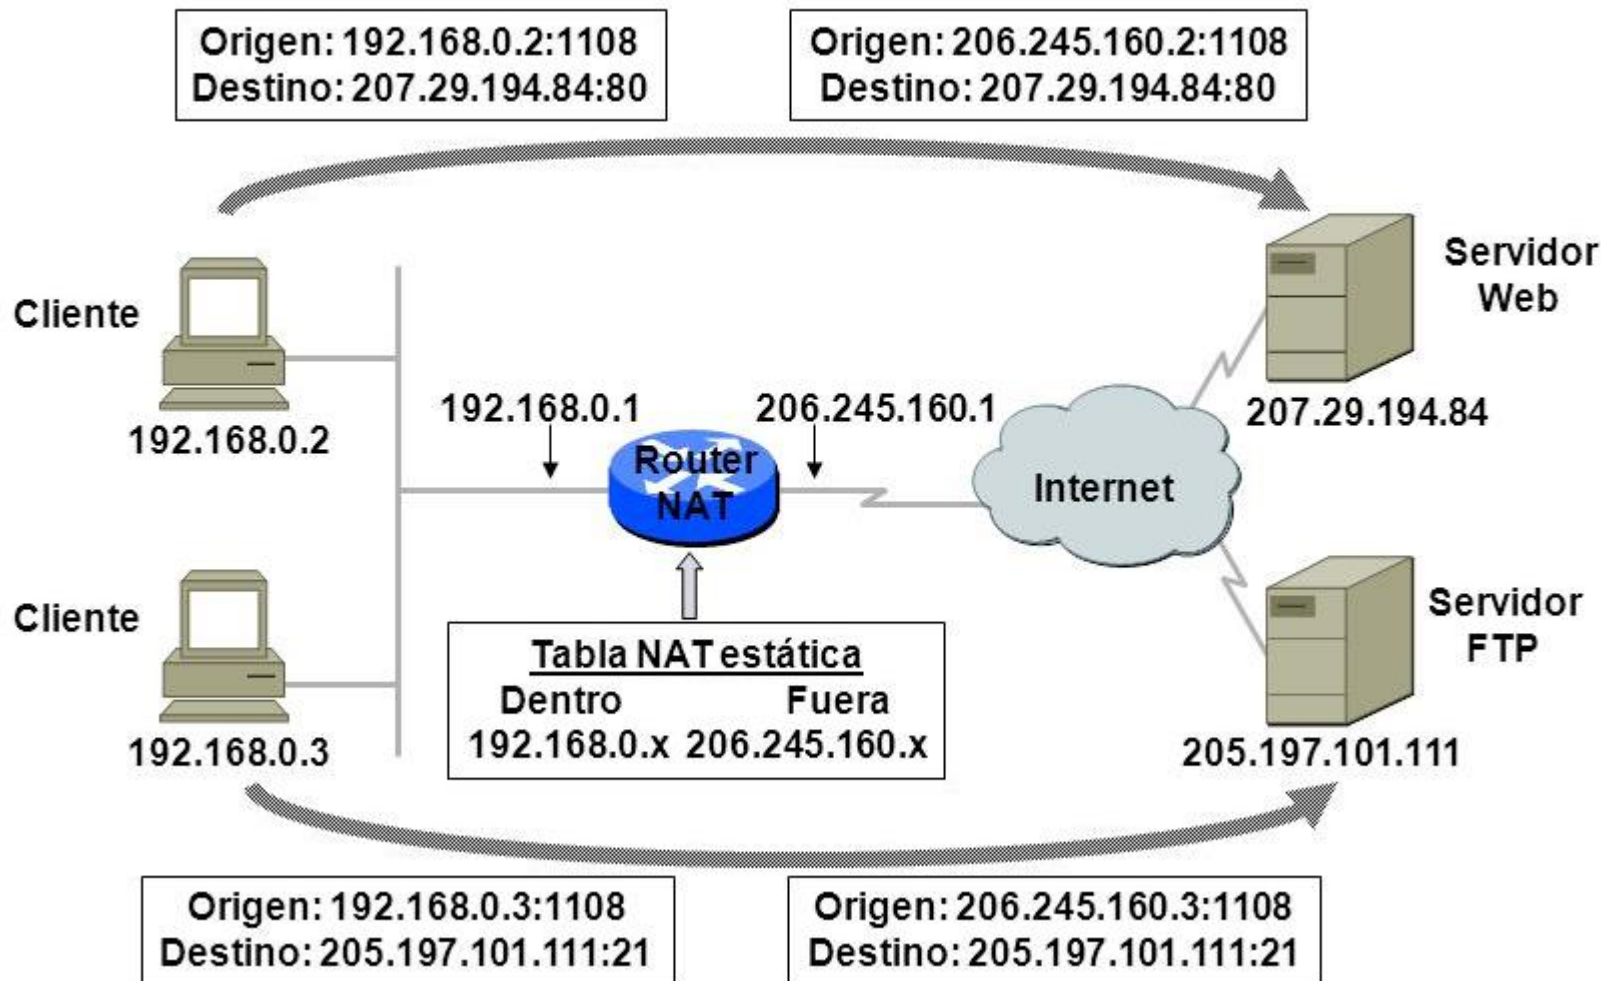 Origen: 192.168.0.2:1108
Destino: 207.29.194.84:80
Origen: 206.245.160.2:1108
Destino: 207.29.194.84:80
Servidor
Web
Cliente
192.168.0.1
206.245.160.1
207.29.194.84
192.168.0.2
Router
NAT
Internet
Cliente
Servidor
FTP
Tabla NAT estática
Dentro Fuera
192.168.0.x 206.245.160.x
192.168.0.3
205.197.101.111
Origen: 192.168.0.3:1108
Destino: 205.197.101.111:21
Origen: 206.245.160.3:1108
Destino: 205.197.101.111:21